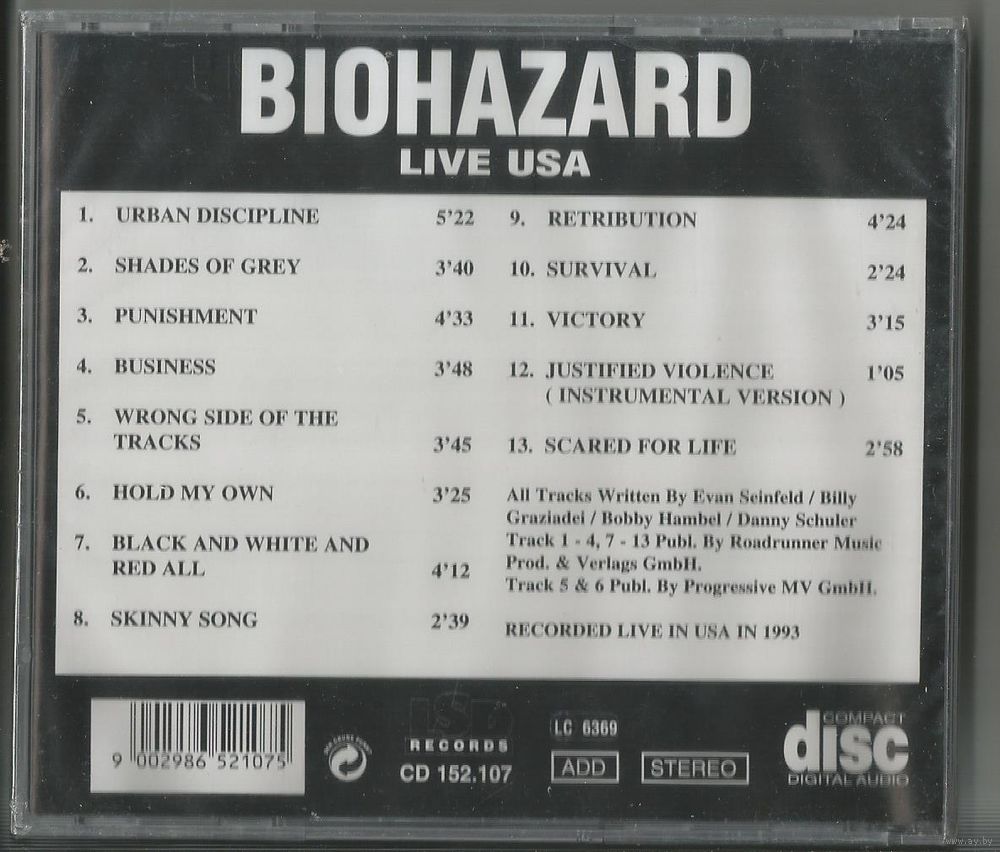 BIOHAZARD
LIVE USA
1. URBAN DISCIPLINE 5'22
2. SHADES OF GREY 3'40
3. PUNISHMENT 4'33
4. BUSINESS 3'48
5. WRONG SIDE OF THE
TRACKS 3'45
6. HOLD MY OWN 3'25
7. BLACK AND WHITE AND
RED ALL 4'12
8. SKINNY SONG 2'39
9. RETRIBUTION 4'24
10. SURVIVAL 2'24
11. VICTORY 3'15
12. JUSTIFIED VIOLENCE 1'05
( INSTRUMENTAL VERSION )
13. SCARED FOR LIFE 2'58
All Tracks Written By Evan Seinfeld / Billy
Graziadei / Bobby Hambel / Danny Schuler
Track 1 - 4, 7 - 13 Publ. By Roadrunner Music
Prod. & Verlags GmbH.
Track 5 & 6 Publ. By Progressive MV GmbH.
RECORDED LIVE IN USA IN 1993
9 002986 521075
LSD
RECORDS
CD 152.107
LC 6369
ADD
STEREO
COMPACT
disc
DIGITAL AUDIO
www.ay.by